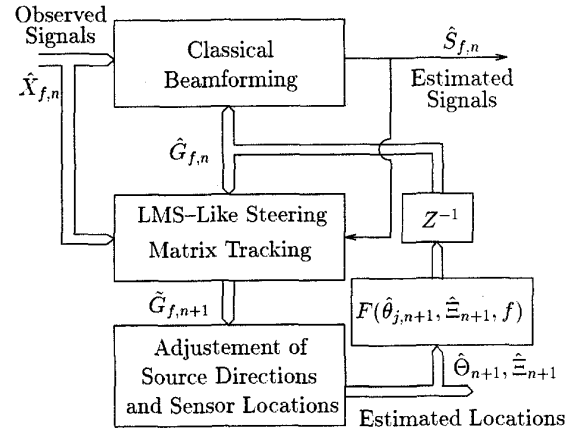 Observed
Signals
X̂_{f,n}
Classical
Beamforming
Ŝ_{f,n}
Estimated
Signals
Ĝ_{f,n}
LMS–Like Steering
Matrix Tracking
Z^{-1}
G̃_{f,n+1}
F(θ̂_{j,n+1}, Ξ̂_{n+1}, f)
Adjustement of
Source Directions
and Sensor Locations
Θ̂_{n+1}, Ξ̂_{n+1}
Estimated Locations